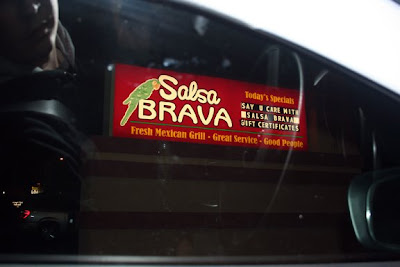 Salsa
BRAVA
Today's Specials
SAY U CARE WITH
SALSA BRAVA
GIFT CERTIFICATES
Fresh Mexican Grill - Great Service - Good People